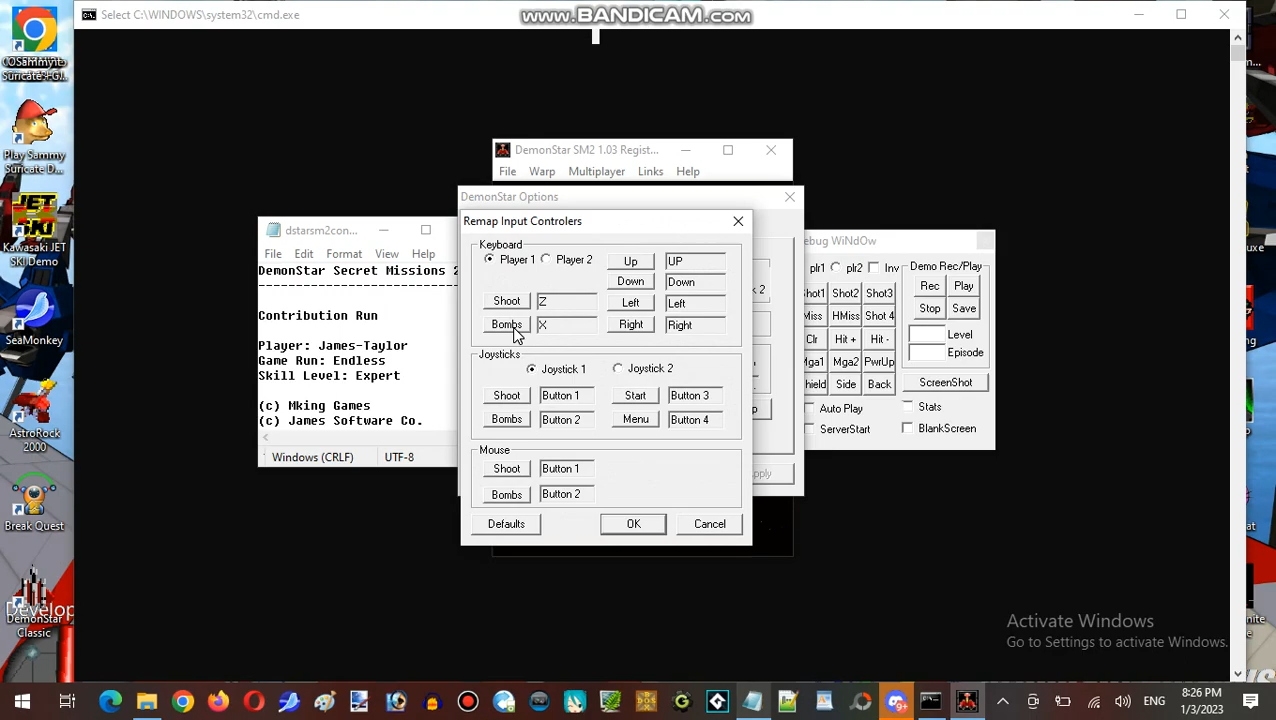 Select C:\WINDOWS\system32\cmd.exe
www.BANDICAM.com
Suricate
Play Sammy
Suricate D...
Kawasaki JET
SKI Demo
SeaMonkey
AstroRock
2000
Break Quest
DemonStar
Classic
Develop
DemonStar SM2 1.03 Regist...
File Warp Multiplayer Links Help
DemonStar Options
Remap Input Controlers
Keyboard
Player 1 Player 2
Up UP
Down Down
Shoot Z
Left Left
Bombs X
Right Right
Joysticks
Joystick 1 Joystick 2
Shoot Button 1 Start Button 3
Bombs Button 2 Menu Button 4
Mouse
Shoot Button 1
Bombs Button 2
Defaults OK Cancel
dstarsm2con...
File Edit Format View Help
DemonStar Secret Missions 2
---------------------------
Contribution Run
Player: James-Taylor
Game Run: Endless
Skill Level: Expert
(c) Mking Games
(c) James Software Co.
Windows (CRLF) UTF-8
ebug WiNdOw
plr1 plr2 Inv
Shot1 Shot2 Shot3
Miss HMiss Shot 4
Clr Hit + Hit -
Mga1 Mga2 PwrUp
hield Side Back
Auto Play
ServerStart
Demo Rec/Play
Rec Play
Stop Save
Level
Episode
ScreenShot
Stats
BlankScreen
Activate Windows
Go to Settings to activate Windows.
ENG
8:26 PM
1/3/2023